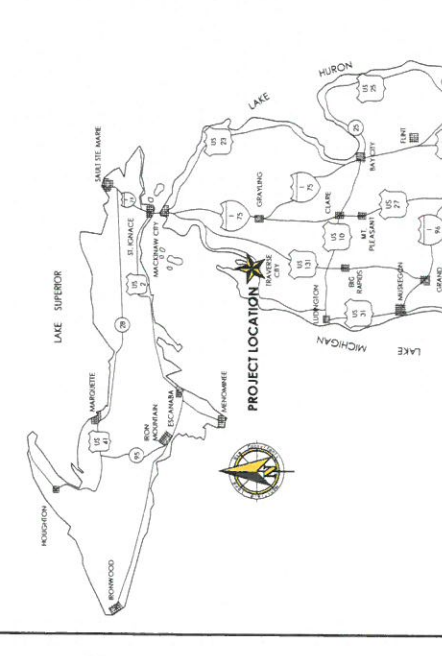 LAKE SUPERIOR
HOUGHTON
MARQUETTE
SAULT STE. MARIE
IRONWOOD
US
41
28
95
IRON
MOUNTAIN
ESCANABA
MENOMINEE
US
2
ST. IGNACE
MACKINAW CITY
I
75
LAKE
HURON
US
23
I
75
GRAYLING
PROJECT LOCATION
TRAVERSE
CITY
US
131
I
75
US
25
LUDINGTON
US
10
CLARE
25
BAY CITY
BIG
RAPIDS
MT.
PLEASANT
US
27
FLINT
25
LAKE
MICHIGAN
US
31
MUSKEGON
GRAND
I
96